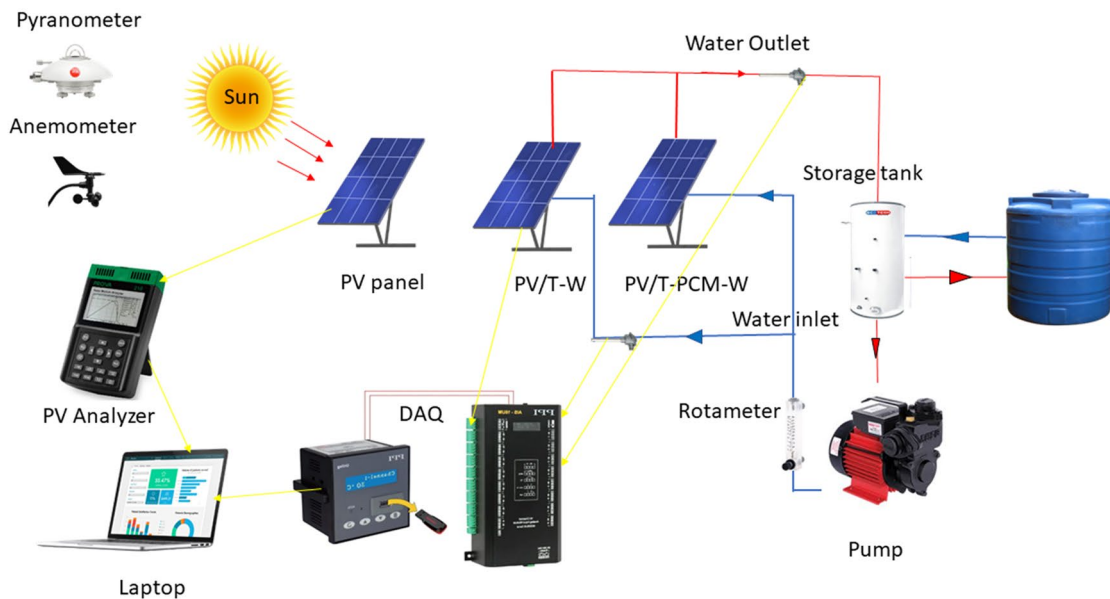 Pyranometer
Water Outlet
Sun
Anemometer
Storage tank
PV panel
PV/T-W
PV/T-PCM-W
Water inlet
PV Analyzer
DAQ
Rotameter
Laptop
Pump